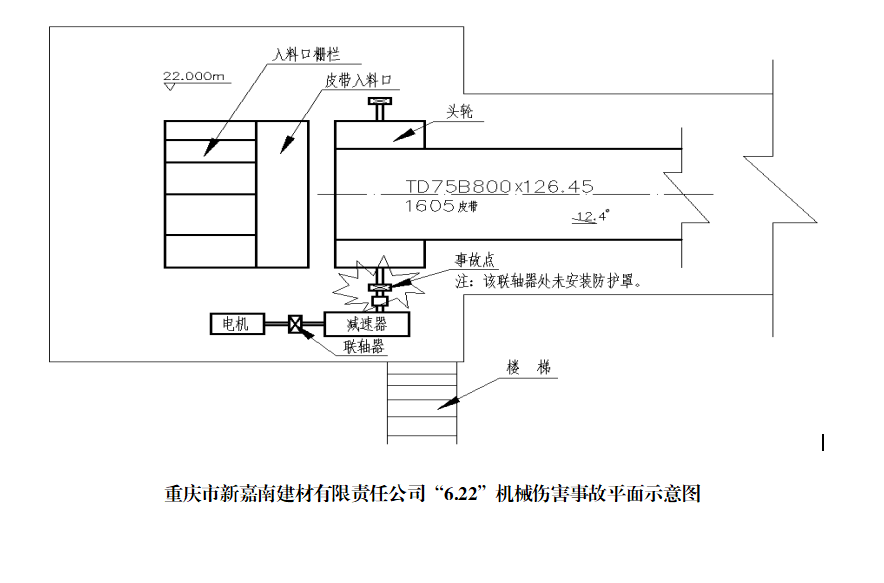 入料口栅栏
22.000m
皮带入料口
头轮
TD75B800x126.45
1605皮带
12.4°
事故点
注：该联轴器处未安装防护罩。
电机
减速器
联轴器
楼 梯
重庆市新嘉南建材有限责任公司“6.22”机械伤害事故平面示意图